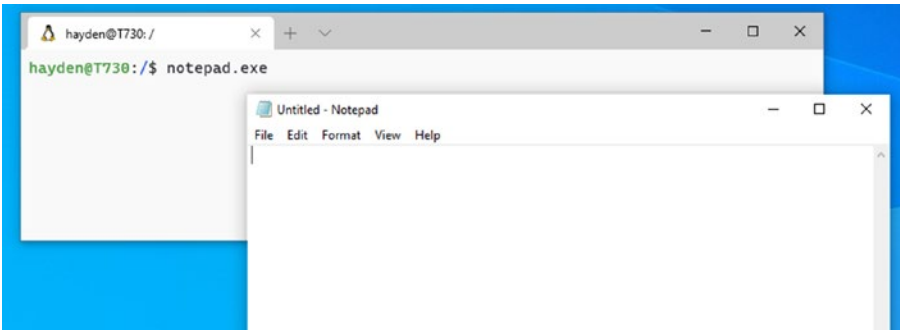 hayden@T730: /
hayden@T730:/$ notepad.exe
Untitled - Notepad
File Edit Format View Help